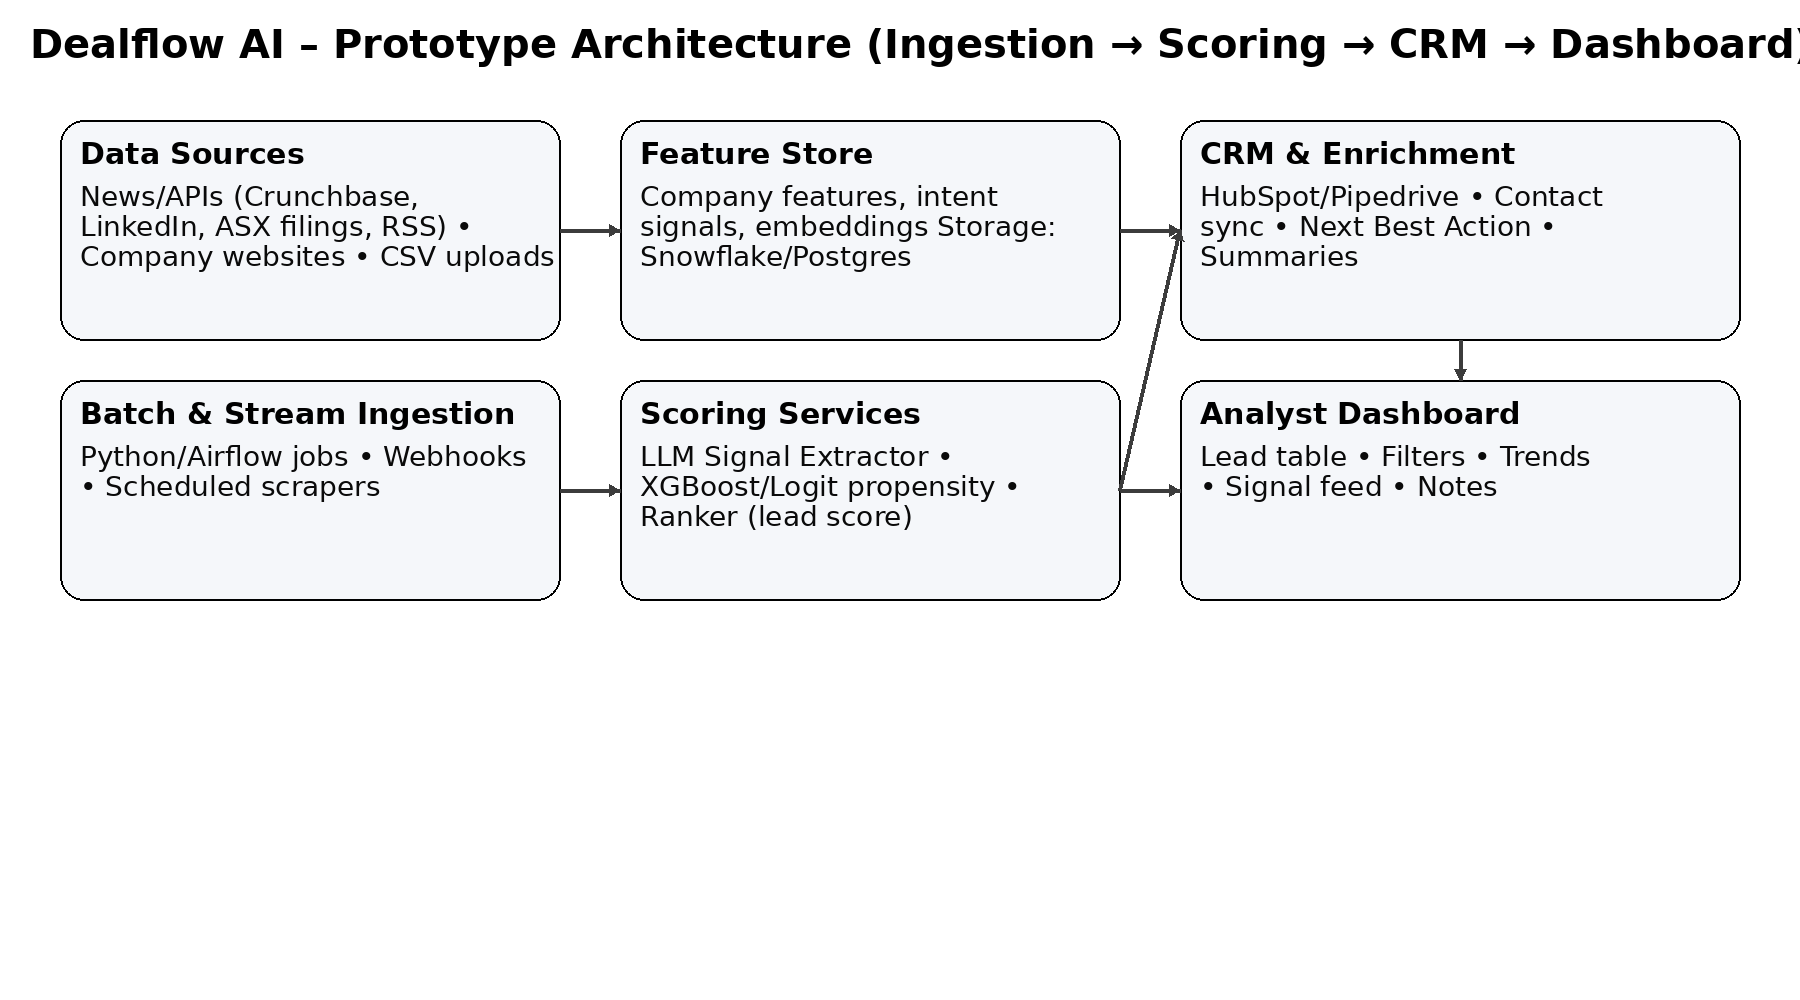 Dealflow AI – Prototype Architecture (Ingestion → Scoring → CRM → Dashboard)
Data Sources
News/APIs (Crunchbase,
LinkedIn, ASX filings, RSS) •
Company websites • CSV uploads
Feature Store
Company features, intent
signals, embeddings Storage:
Snowflake/Postgres
CRM & Enrichment
HubSpot/Pipedrive • Contact
sync • Next Best Action •
Summaries
Batch & Stream Ingestion
Python/Airflow jobs • Webhooks
• Scheduled scrapers
Scoring Services
LLM Signal Extractor •
XGBoost/Logit propensity •
Ranker (lead score)
Analyst Dashboard
Lead table • Filters • Trends
• Signal feed • Notes